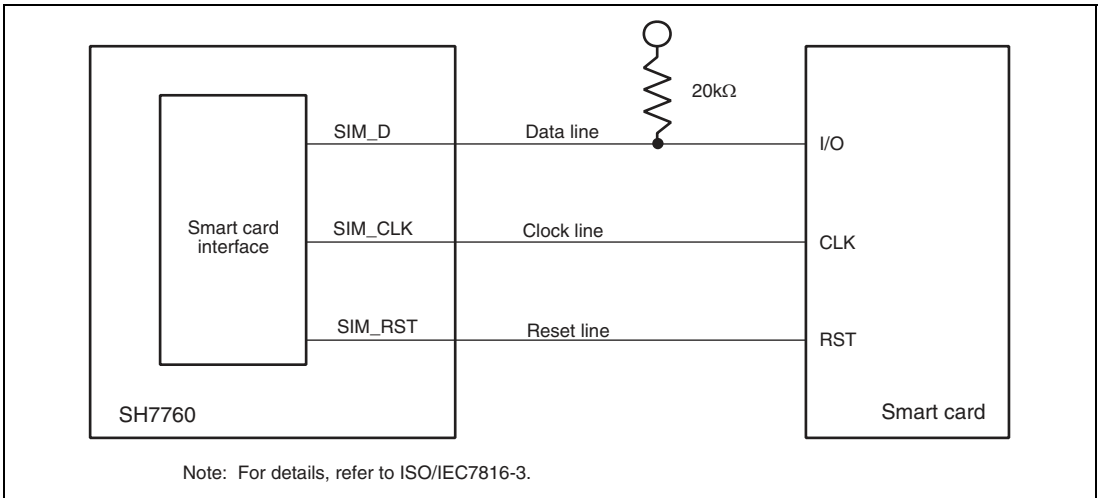 20kΩ
SIM_D
Data line
I/O
Smart card
interface
SIM_CLK
Clock line
CLK
SIM_RST
Reset line
RST
SH7760
Smart card
Note: For details, refer to ISO/IEC7816-3.